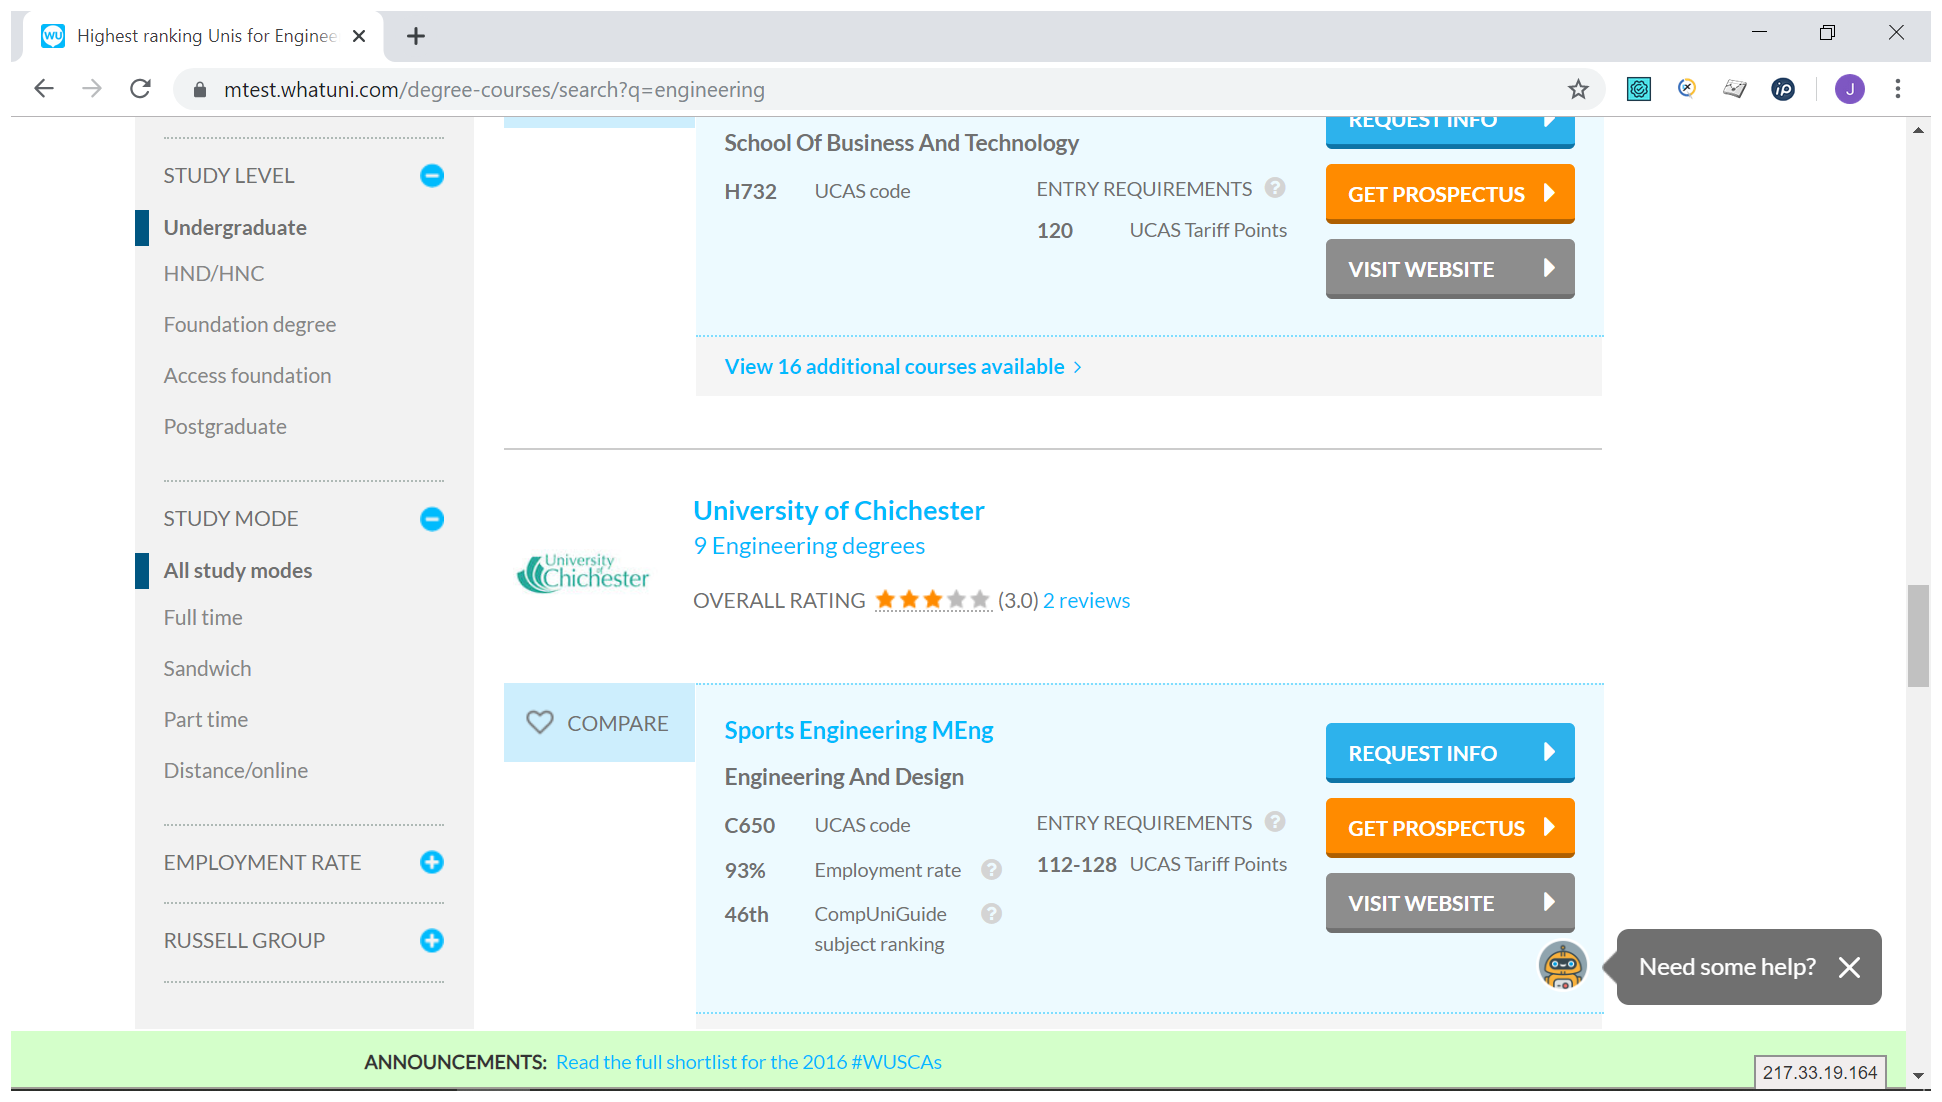 Highest ranking Unis for Enginee
mtest.whatuni.com/degree-courses/search?q=engineering
J
STUDY LEVEL
Undergraduate
HND/HNC
Foundation degree
Access foundation
Postgraduate
STUDY MODE
All study modes
Full time
Sandwich
Part time
Distance/online
EMPLOYMENT RATE
RUSSELL GROUP
School Of Business And Technology
H732 UCAS code
ENTRY REQUIREMENTS ?
120 UCAS Tariff Points
REQUEST INFO
GET PROSPECTUS
VISIT WEBSITE
View 16 additional courses available >
University of Chichester
University of Chichester
9 Engineering degrees
OVERALL RATING (3.0) 2 reviews
COMPARE
Sports Engineering MEng
Engineering And Design
C650 UCAS code
93% Employment rate ?
46th CompUniGuide ?
subject ranking
ENTRY REQUIREMENTS ?
112-128 UCAS Tariff Points
REQUEST INFO
GET PROSPECTUS
VISIT WEBSITE
Need some help?
ANNOUNCEMENTS: Read the full shortlist for the 2016 #WUSCAs
217.33.19.164